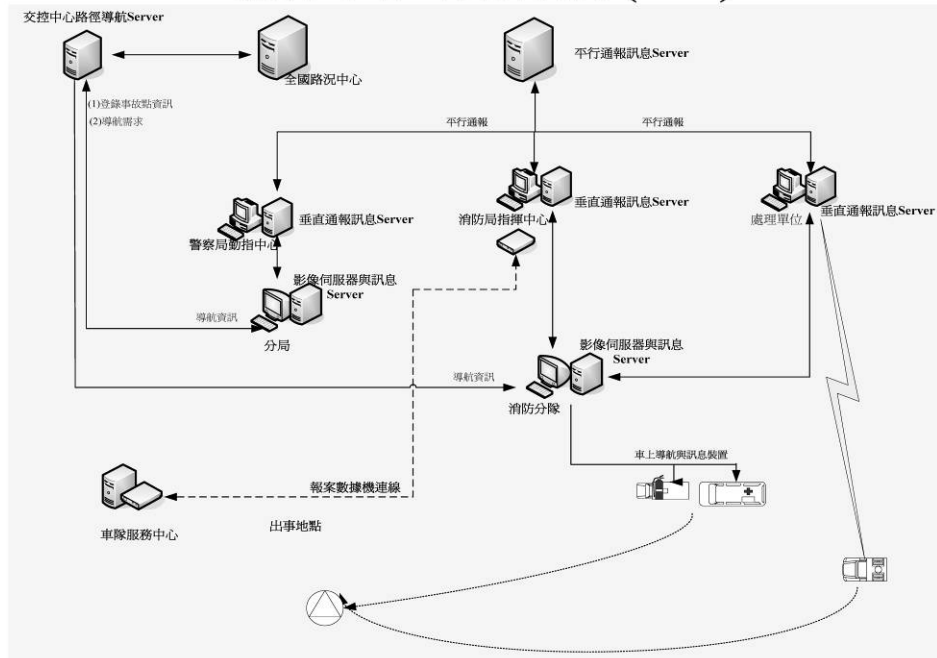 交控中心路徑導航Server
全國路況中心
平行通報訊息Server
(1)登錄事故點資訊
(2)導航需求
平行通報
平行通報
垂直通報訊息Server
警察局勤指中心
垂直通報訊息Server
消防局指揮中心
處理單位
垂直通報訊息Server
影像伺服器與訊息
Server
導航資訊
分局
影像伺服器與訊息
Server
導航資訊
消防分隊
車上導航與訊息裝置
報案數據機連線
車隊服務中心
出事地點